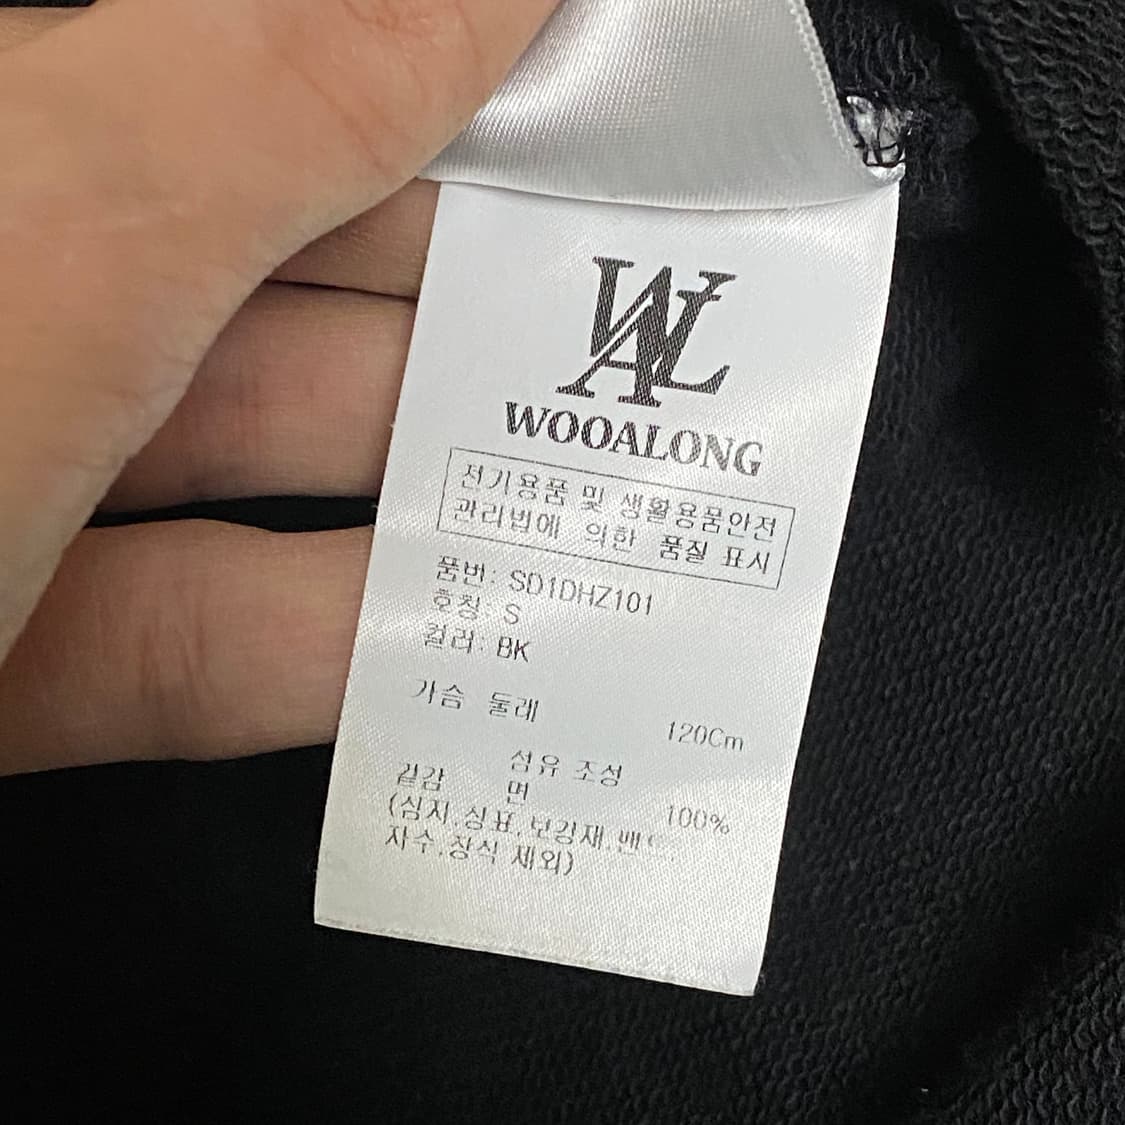 WAL
WOOALONG
전기용품 및 생활용품안전
관리법에 의한 품질 표시
품번: SD1DHZ101
호칭: S
컬러: BK
가슴 둘레 120Cm
섬유 조성
겉감 면 100%
(심지,상표,보강재,밴드,
자수,장식 제외)